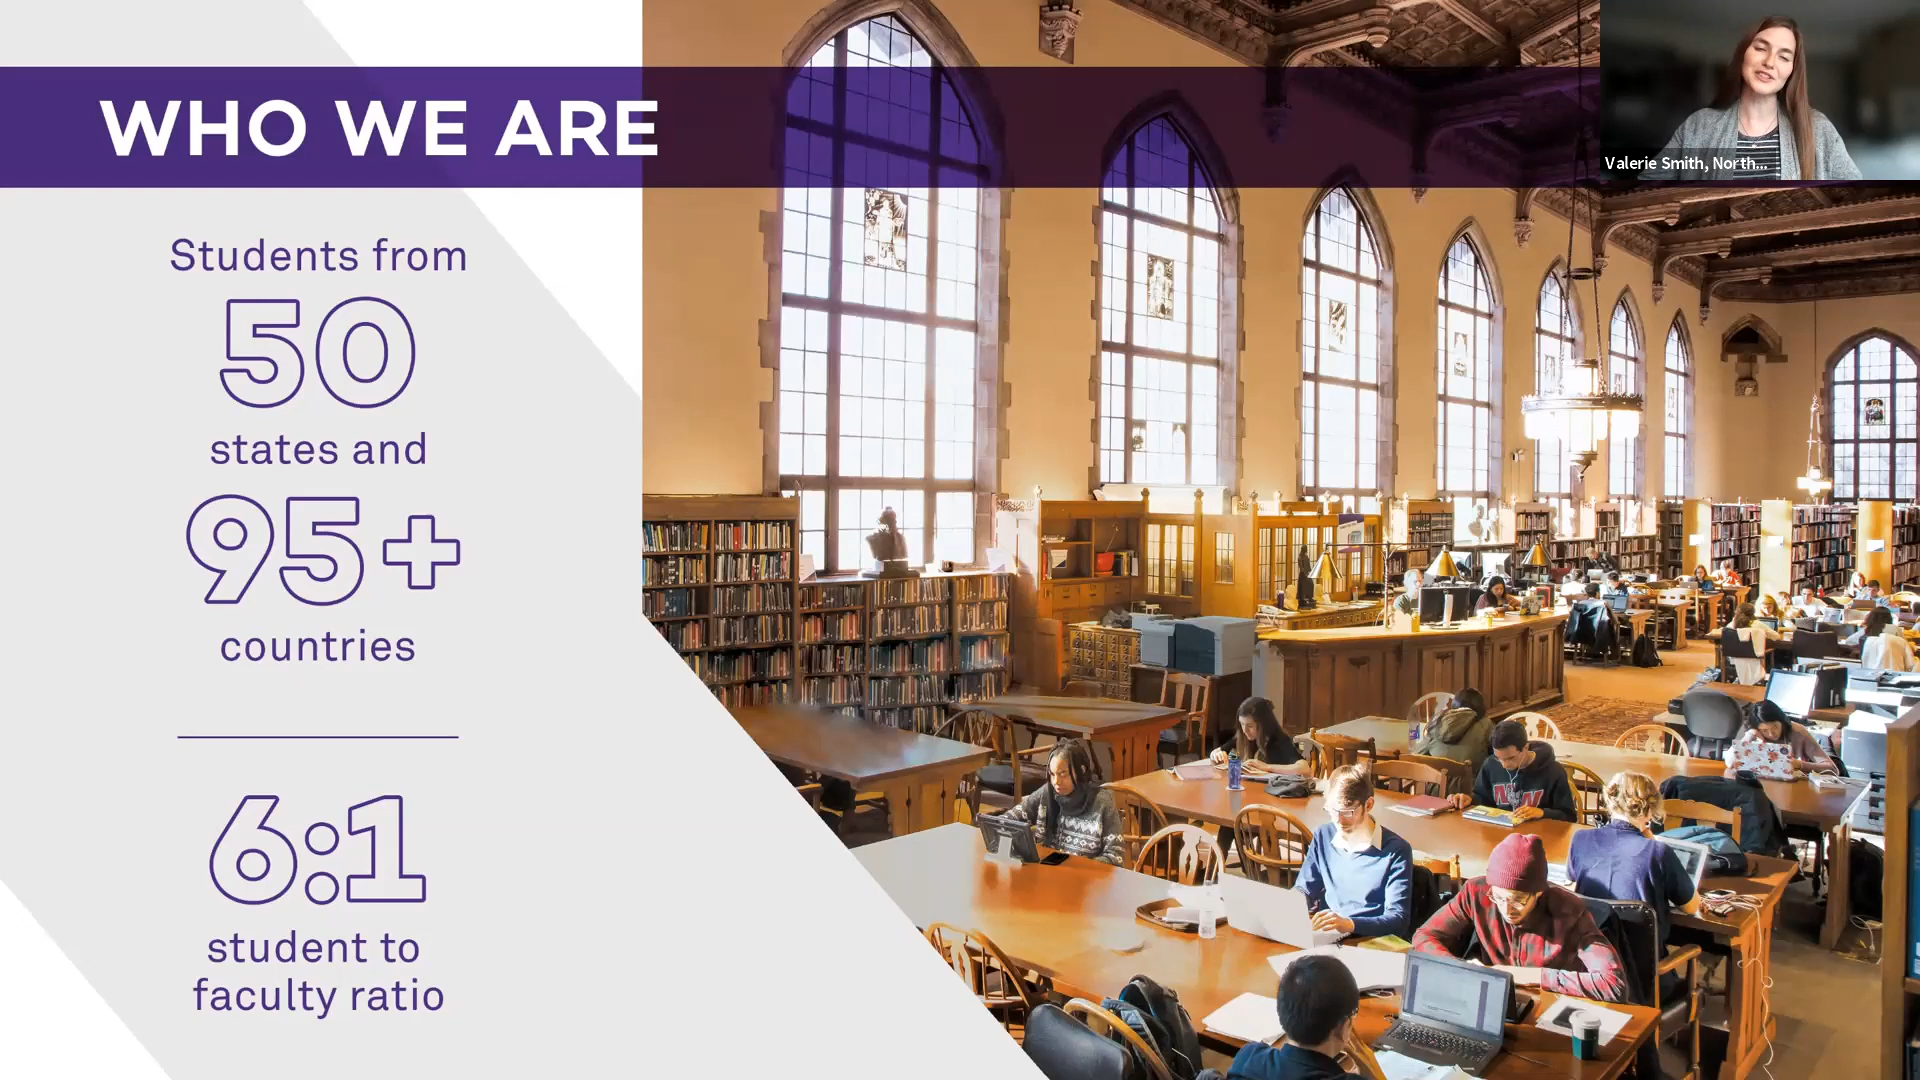 WHO WE ARE
Valerie Smith, North...
Students from
50
states and
95+
countries
6:1
student to
faculty ratio